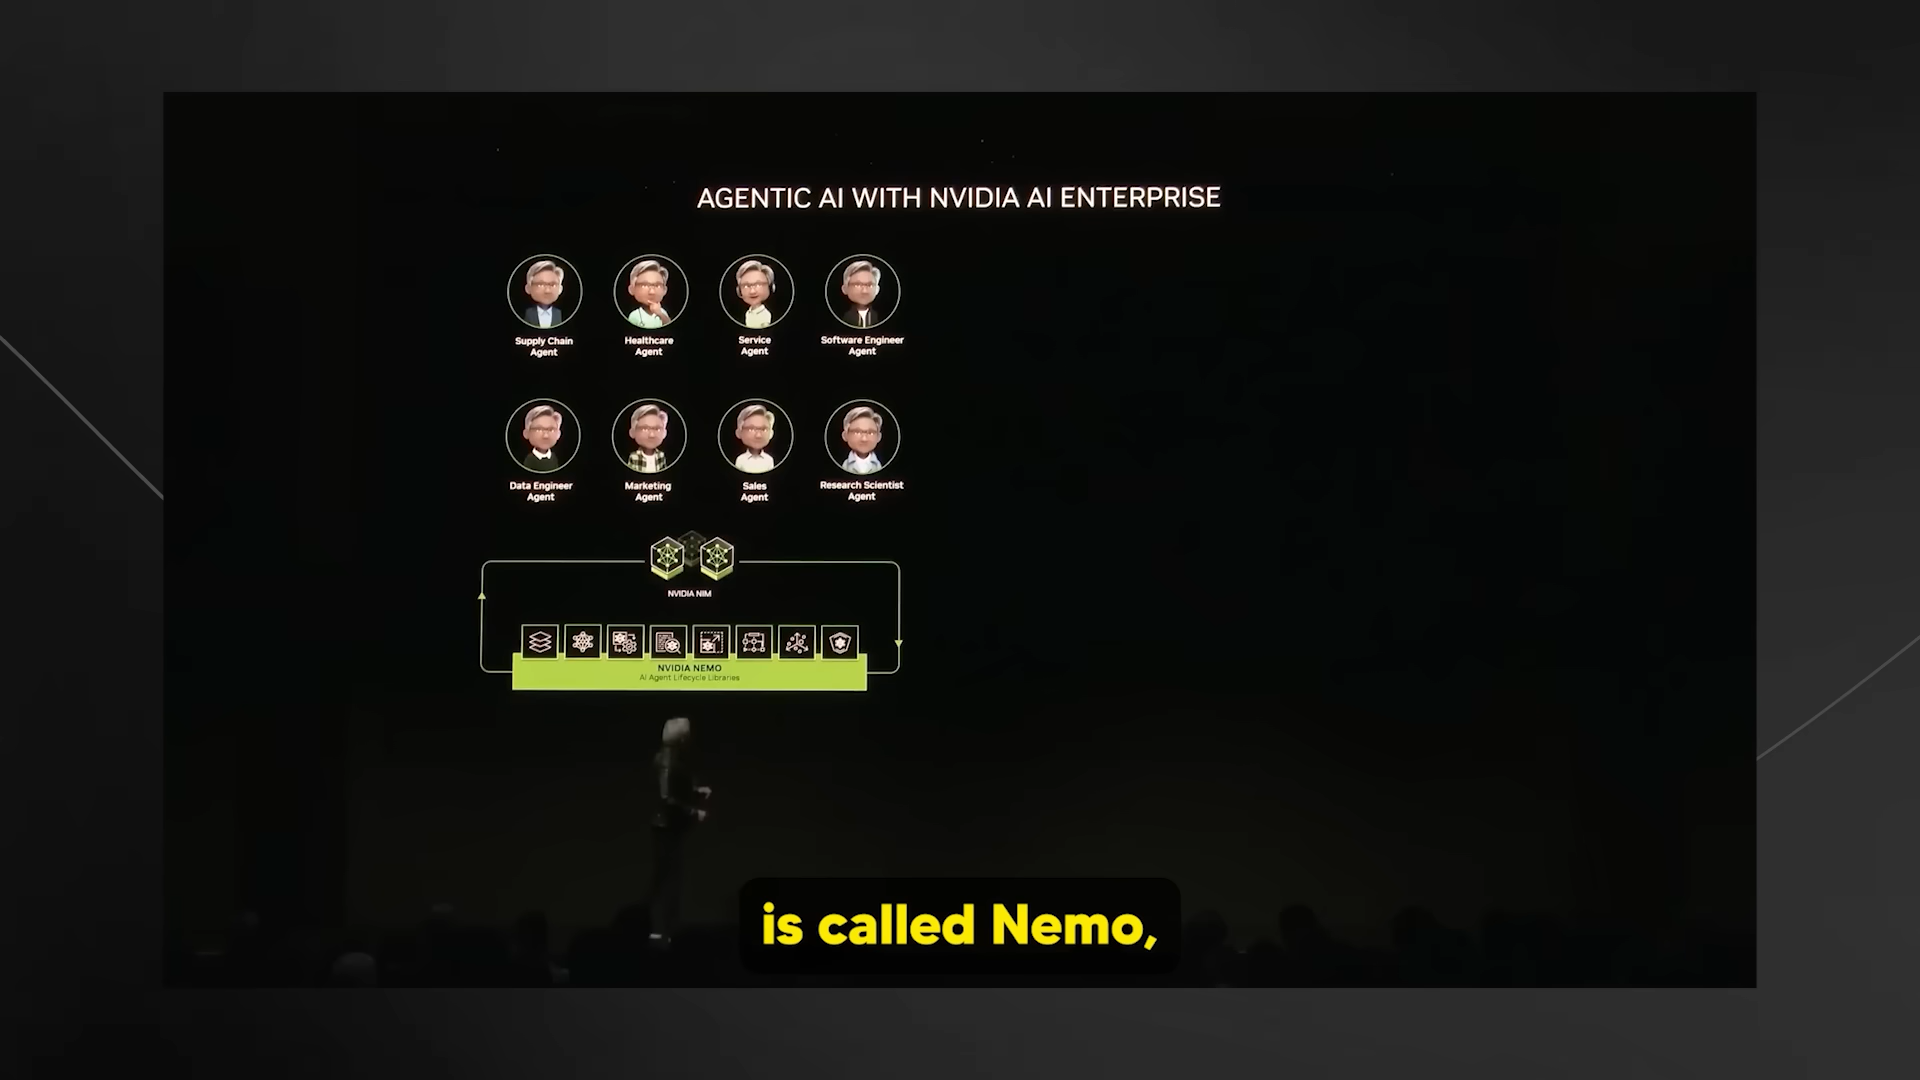 AGENTIC AI WITH NVIDIA AI ENTERPRISE
Supply Chain
Agent
Healthcare
Agent
Service
Agent
Software Engineer
Agent
Data Engineer
Agent
Marketing
Agent
Sales
Agent
Research Scientist
Agent
NVIDIA NIM
NVIDIA NEMO
AI Agent Lifecycle Libraries
is called Nemo,